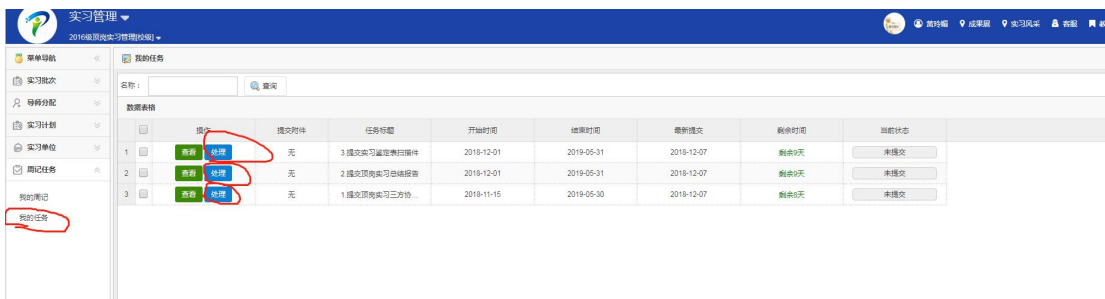 实习管理
2016级顶岗实习管理[校级]
黄玲娟 成果展 实习风采 客服
菜单导航
我的任务
实习批次
名称： 查询
导师分配
数据表格
实习计划
操作 提交附件 任务标题 开始时间 结束时间 最新提交 剩余时间 当前状态
实习单位
1 查看 处理 无 3.提交实习鉴定表扫描件 2018-12-01 2019-05-31 2018-12-07 剩余9天 未提交
周记任务
2 查看 处理 无 2.提交顶岗实习总结报告 2018-12-01 2019-05-31 2018-12-07 剩余9天 未提交
我的周记
3 查看 处理 无 1.提交顶岗实习三方协... 2018-11-15 2019-05-30 2018-12-07 剩余8天 未提交
我的任务